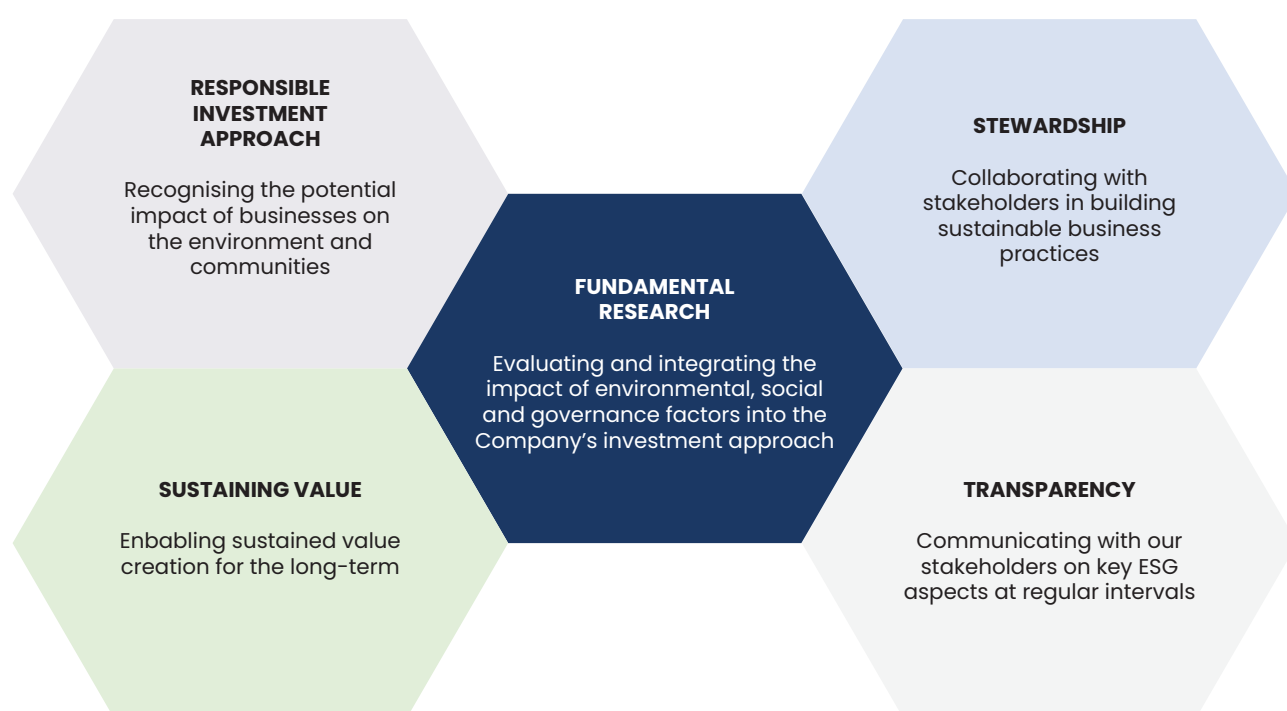 RESPONSIBLE
INVESTMENT
APPROACH
Recognising the potential
impact of businesses on
the environment and
communities
STEWARDSHIP
Collaborating with
stakeholders in building
sustainable business
practices
FUNDAMENTAL
RESEARCH
Evaluating and integrating the
impact of environmental, social
and governance factors into the
Company’s investment approach
SUSTAINING VALUE
Enbabling sustained value
creation for the long-term
TRANSPARENCY
Communicating with our
stakeholders on key ESG
aspects at regular intervals